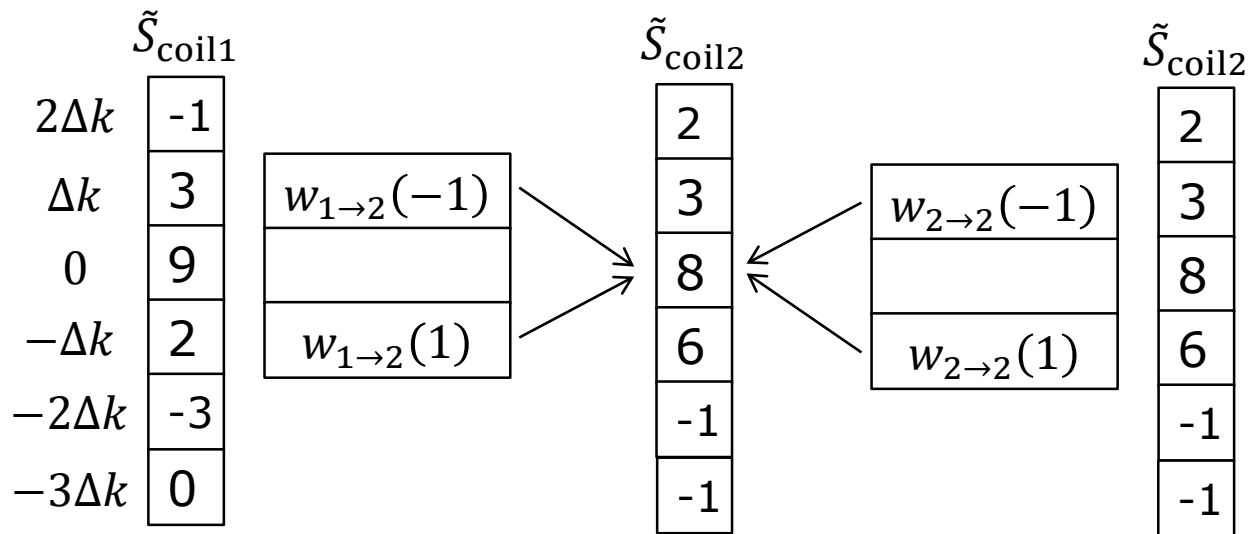 S̃coil1 S̃coil2 S̃coil2
2Δk -1 2 2
Δk 3 w1→2(−1) 3 w2→2(−1) 3
0 9 8 8
−Δk 2 w1→2(1) 6 w2→2(1) 6
−2Δk -3 -1 -1
−3Δk 0 -1 -1